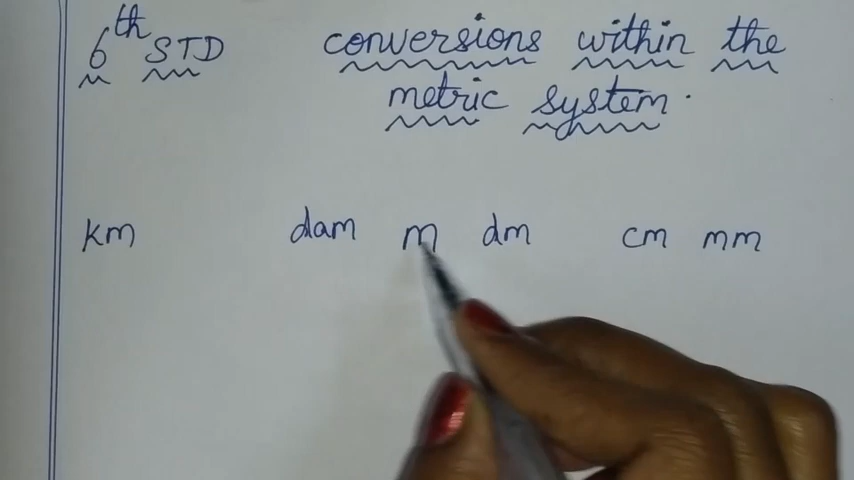 6th STD conversions within the
metric system.
km dam m dm cm mm